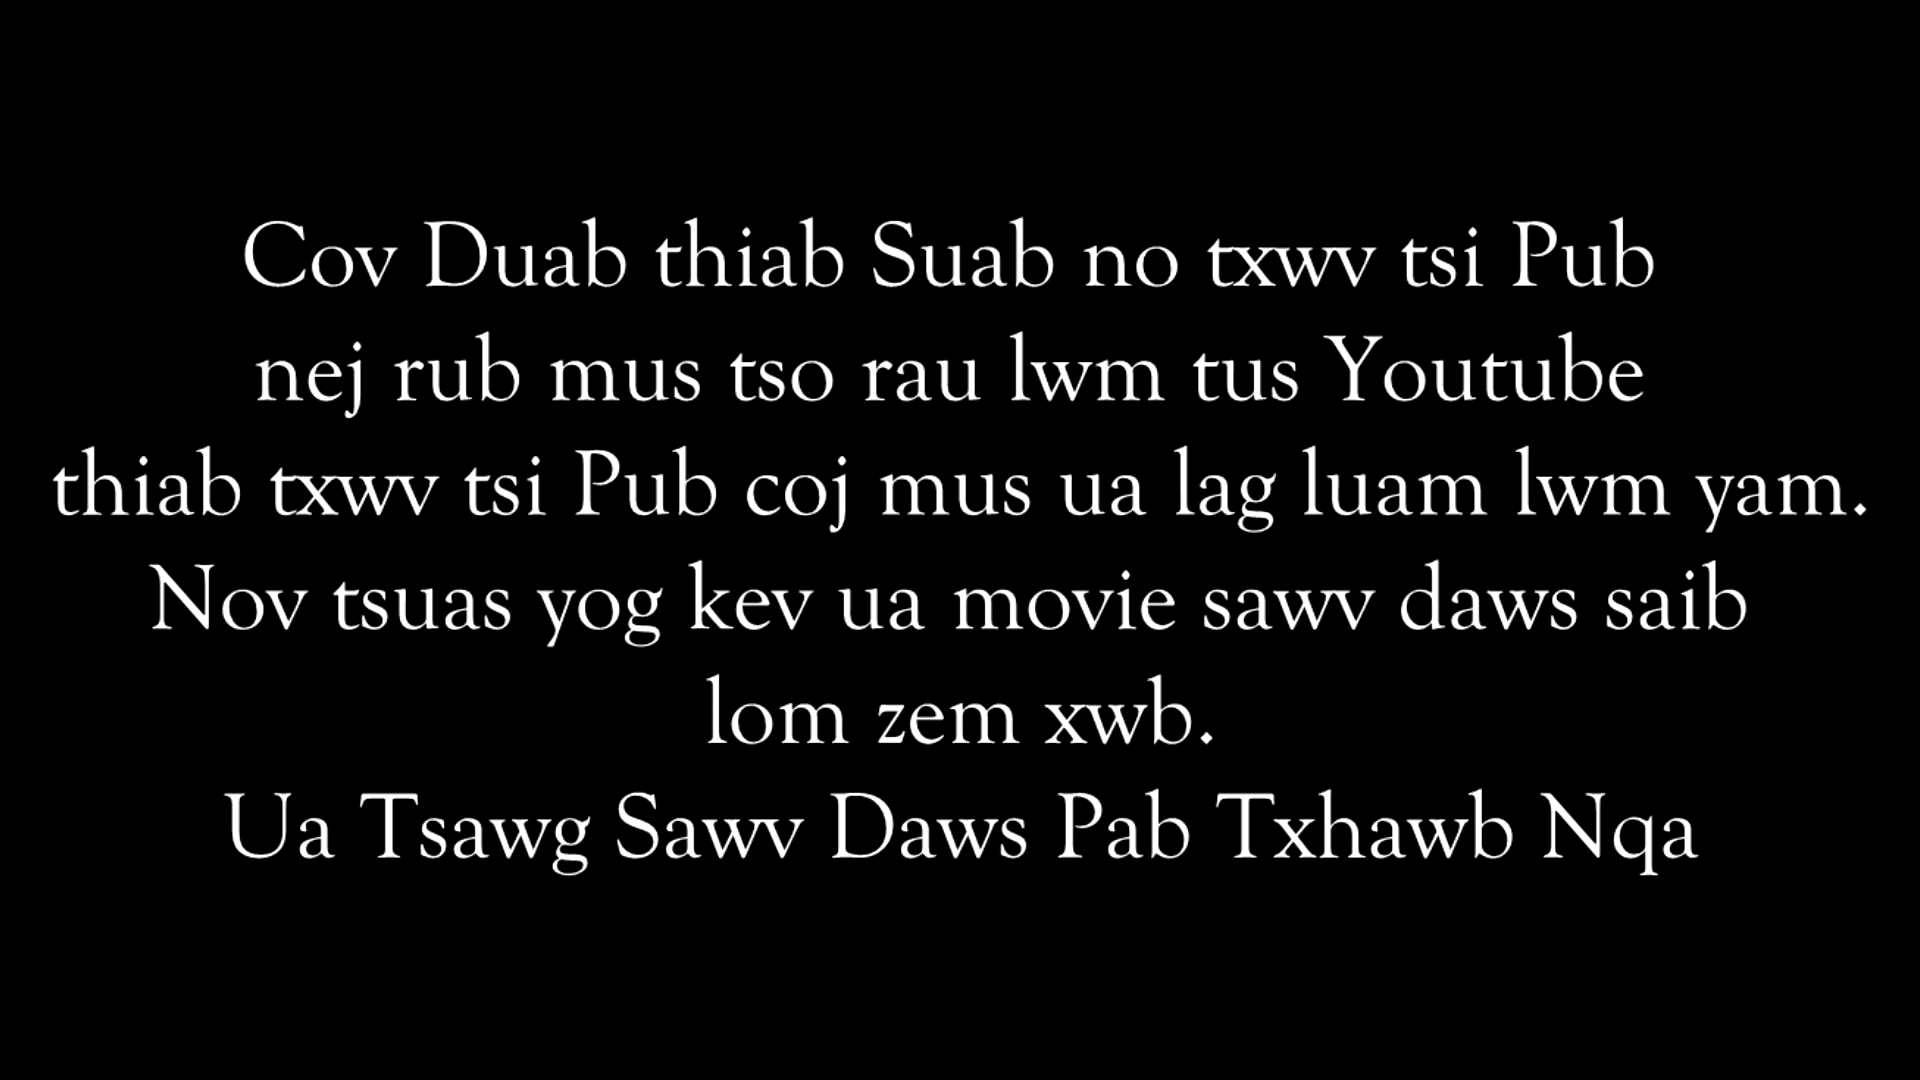 Cov Duab thiab Suab no txwv tsi Pub
nej rub mus tso rau lwm tus Youtube
thiab txwv tsi Pub coj mus ua lag luam lwm yam.
Nov tsuas yog kev ua movie sawv daws saib
lom zem xwb.
Ua Tsawg Sawv Daws Pab Txhawb Nqa